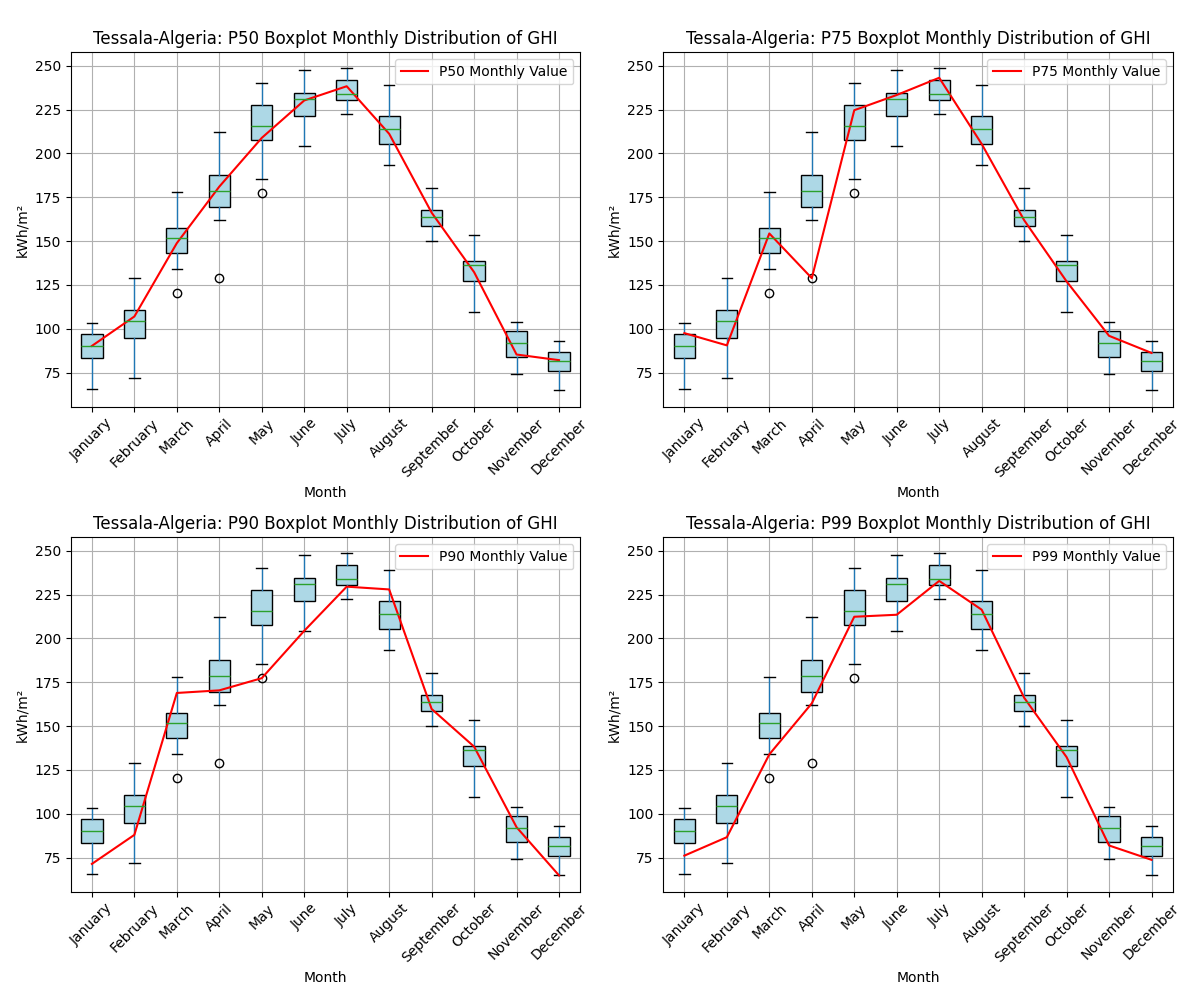 Tessala-Algeria: P50 Boxplot Monthly Distribution of GHI
P50 Monthly Value
kWh/m²
250
225
200
175
150
125
100
75
January
February
March
April
May
June
July
August
September
October
November
December
Month
Tessala-Algeria: P75 Boxplot Monthly Distribution of GHI
P75 Monthly Value
kWh/m²
250
225
200
175
150
125
100
75
January
February
March
April
May
June
July
August
September
October
November
December
Month
Tessala-Algeria: P90 Boxplot Monthly Distribution of GHI
P90 Monthly Value
kWh/m²
250
225
200
175
150
125
100
75
January
February
March
April
May
June
July
August
September
October
November
December
Month
Tessala-Algeria: P99 Boxplot Monthly Distribution of GHI
P99 Monthly Value
kWh/m²
250
225
200
175
150
125
100
75
January
February
March
April
May
June
July
August
September
October
November
December
Month